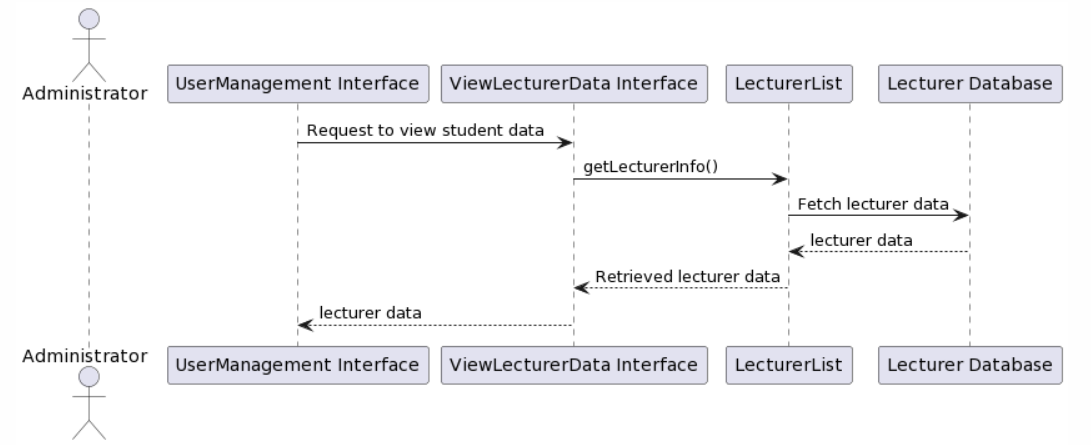 Administrator
UserManagement Interface
ViewLecturerData Interface
LecturerList
Lecturer Database
Request to view student data
getLecturerInfo()
Fetch lecturer data
lecturer data
Retrieved lecturer data
lecturer data
Administrator
UserManagement Interface
ViewLecturerData Interface
LecturerList
Lecturer Database